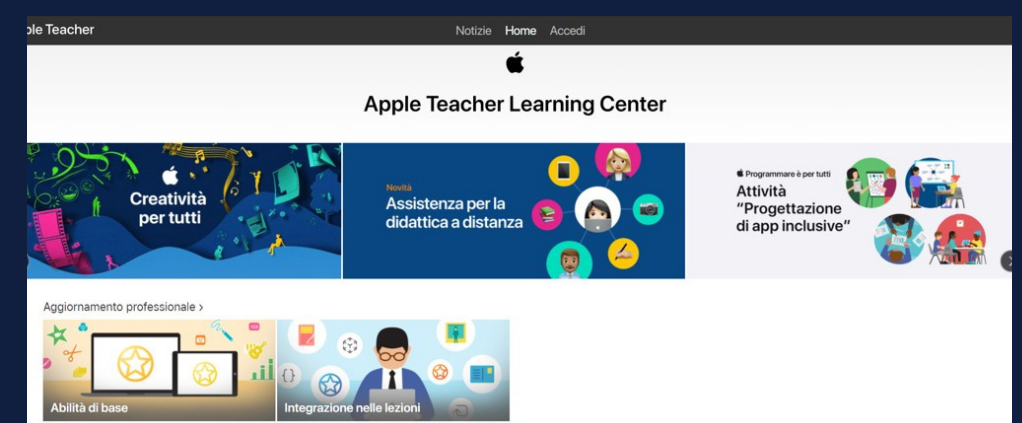 ple Teacher
Notizie Home Accedi
Apple Teacher Learning Center
Creatività
per tutti
Novità
Assistenza per la
didattica a distanza
Programmare è per tutti
Attività
"Progettazione
di app inclusive"
Aggiornamento professionale >
Abilità di base
Integrazione nelle lezioni